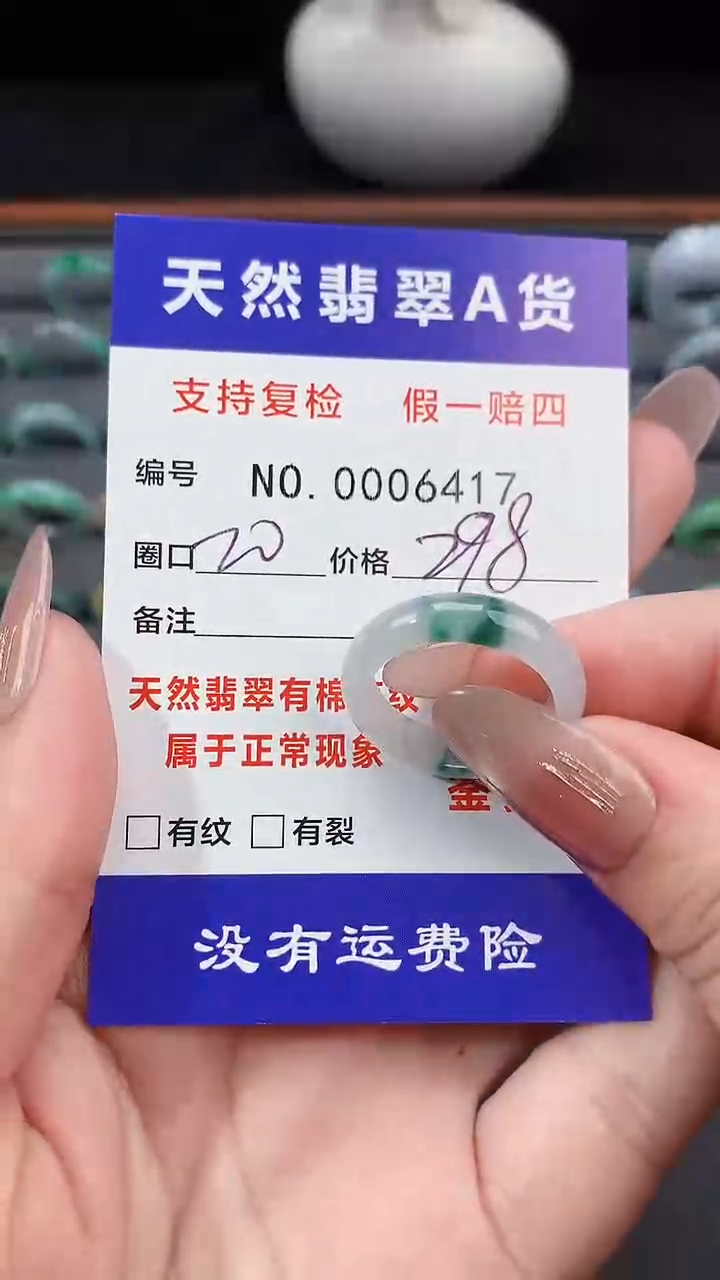 天然翡翠A货
支持复检 假一赔四
编号 NO.0006417
圈口 20 价格 298
备注
天然翡翠有棉 纹
属于正常现象
有纹 有裂
没有运费险